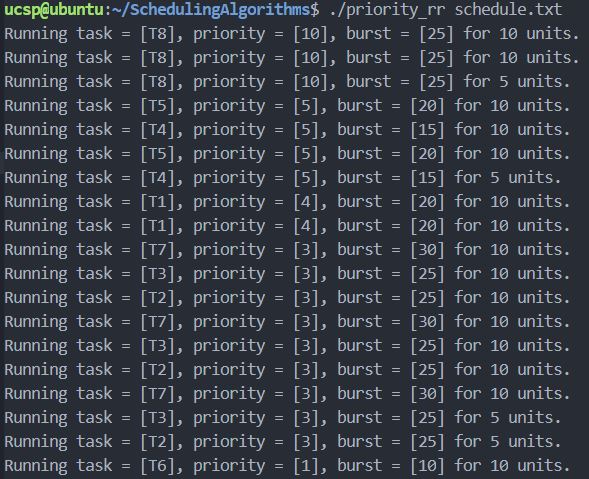 ucsp@ubuntu:~/SchedulingAlgorithms$ ./priority_rr schedule.txt
Running task = [T8], priority = [10], burst = [25] for 10 units.
Running task = [T8], priority = [10], burst = [25] for 10 units.
Running task = [T8], priority = [10], burst = [25] for 5 units.
Running task = [T5], priority = [5], burst = [20] for 10 units.
Running task = [T4], priority = [5], burst = [15] for 10 units.
Running task = [T5], priority = [5], burst = [20] for 10 units.
Running task = [T4], priority = [5], burst = [15] for 5 units.
Running task = [T1], priority = [4], burst = [20] for 10 units.
Running task = [T1], priority = [4], burst = [20] for 10 units.
Running task = [T7], priority = [3], burst = [30] for 10 units.
Running task = [T3], priority = [3], burst = [25] for 10 units.
Running task = [T2], priority = [3], burst = [25] for 10 units.
Running task = [T7], priority = [3], burst = [30] for 10 units.
Running task = [T3], priority = [3], burst = [25] for 10 units.
Running task = [T2], priority = [3], burst = [25] for 10 units.
Running task = [T7], priority = [3], burst = [30] for 10 units.
Running task = [T3], priority = [3], burst = [25] for 5 units.
Running task = [T2], priority = [3], burst = [25] for 5 units.
Running task = [T6], priority = [1], burst = [10] for 10 units.